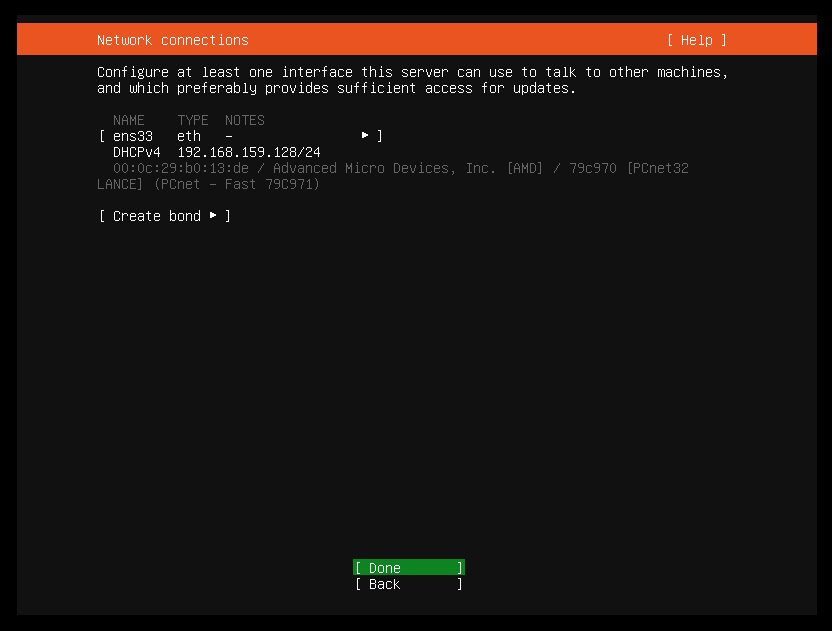 Network connections [ Help ]
Configure at least one interface this server can use to talk to other machines,
and which preferably provides sufficient access for updates.
NAME TYPE NOTES
[ ens33 eth – ▸ ]
DHCPv4 192.168.159.128/24
00:0c:29:b0:13:de / Advanced Micro Devices, Inc. [AMD] / 79c970 [PCnet32
LANCE] (PCnet – Fast 79C971)
[ Create bond ▸ ]
[ Done ]
[ Back ]